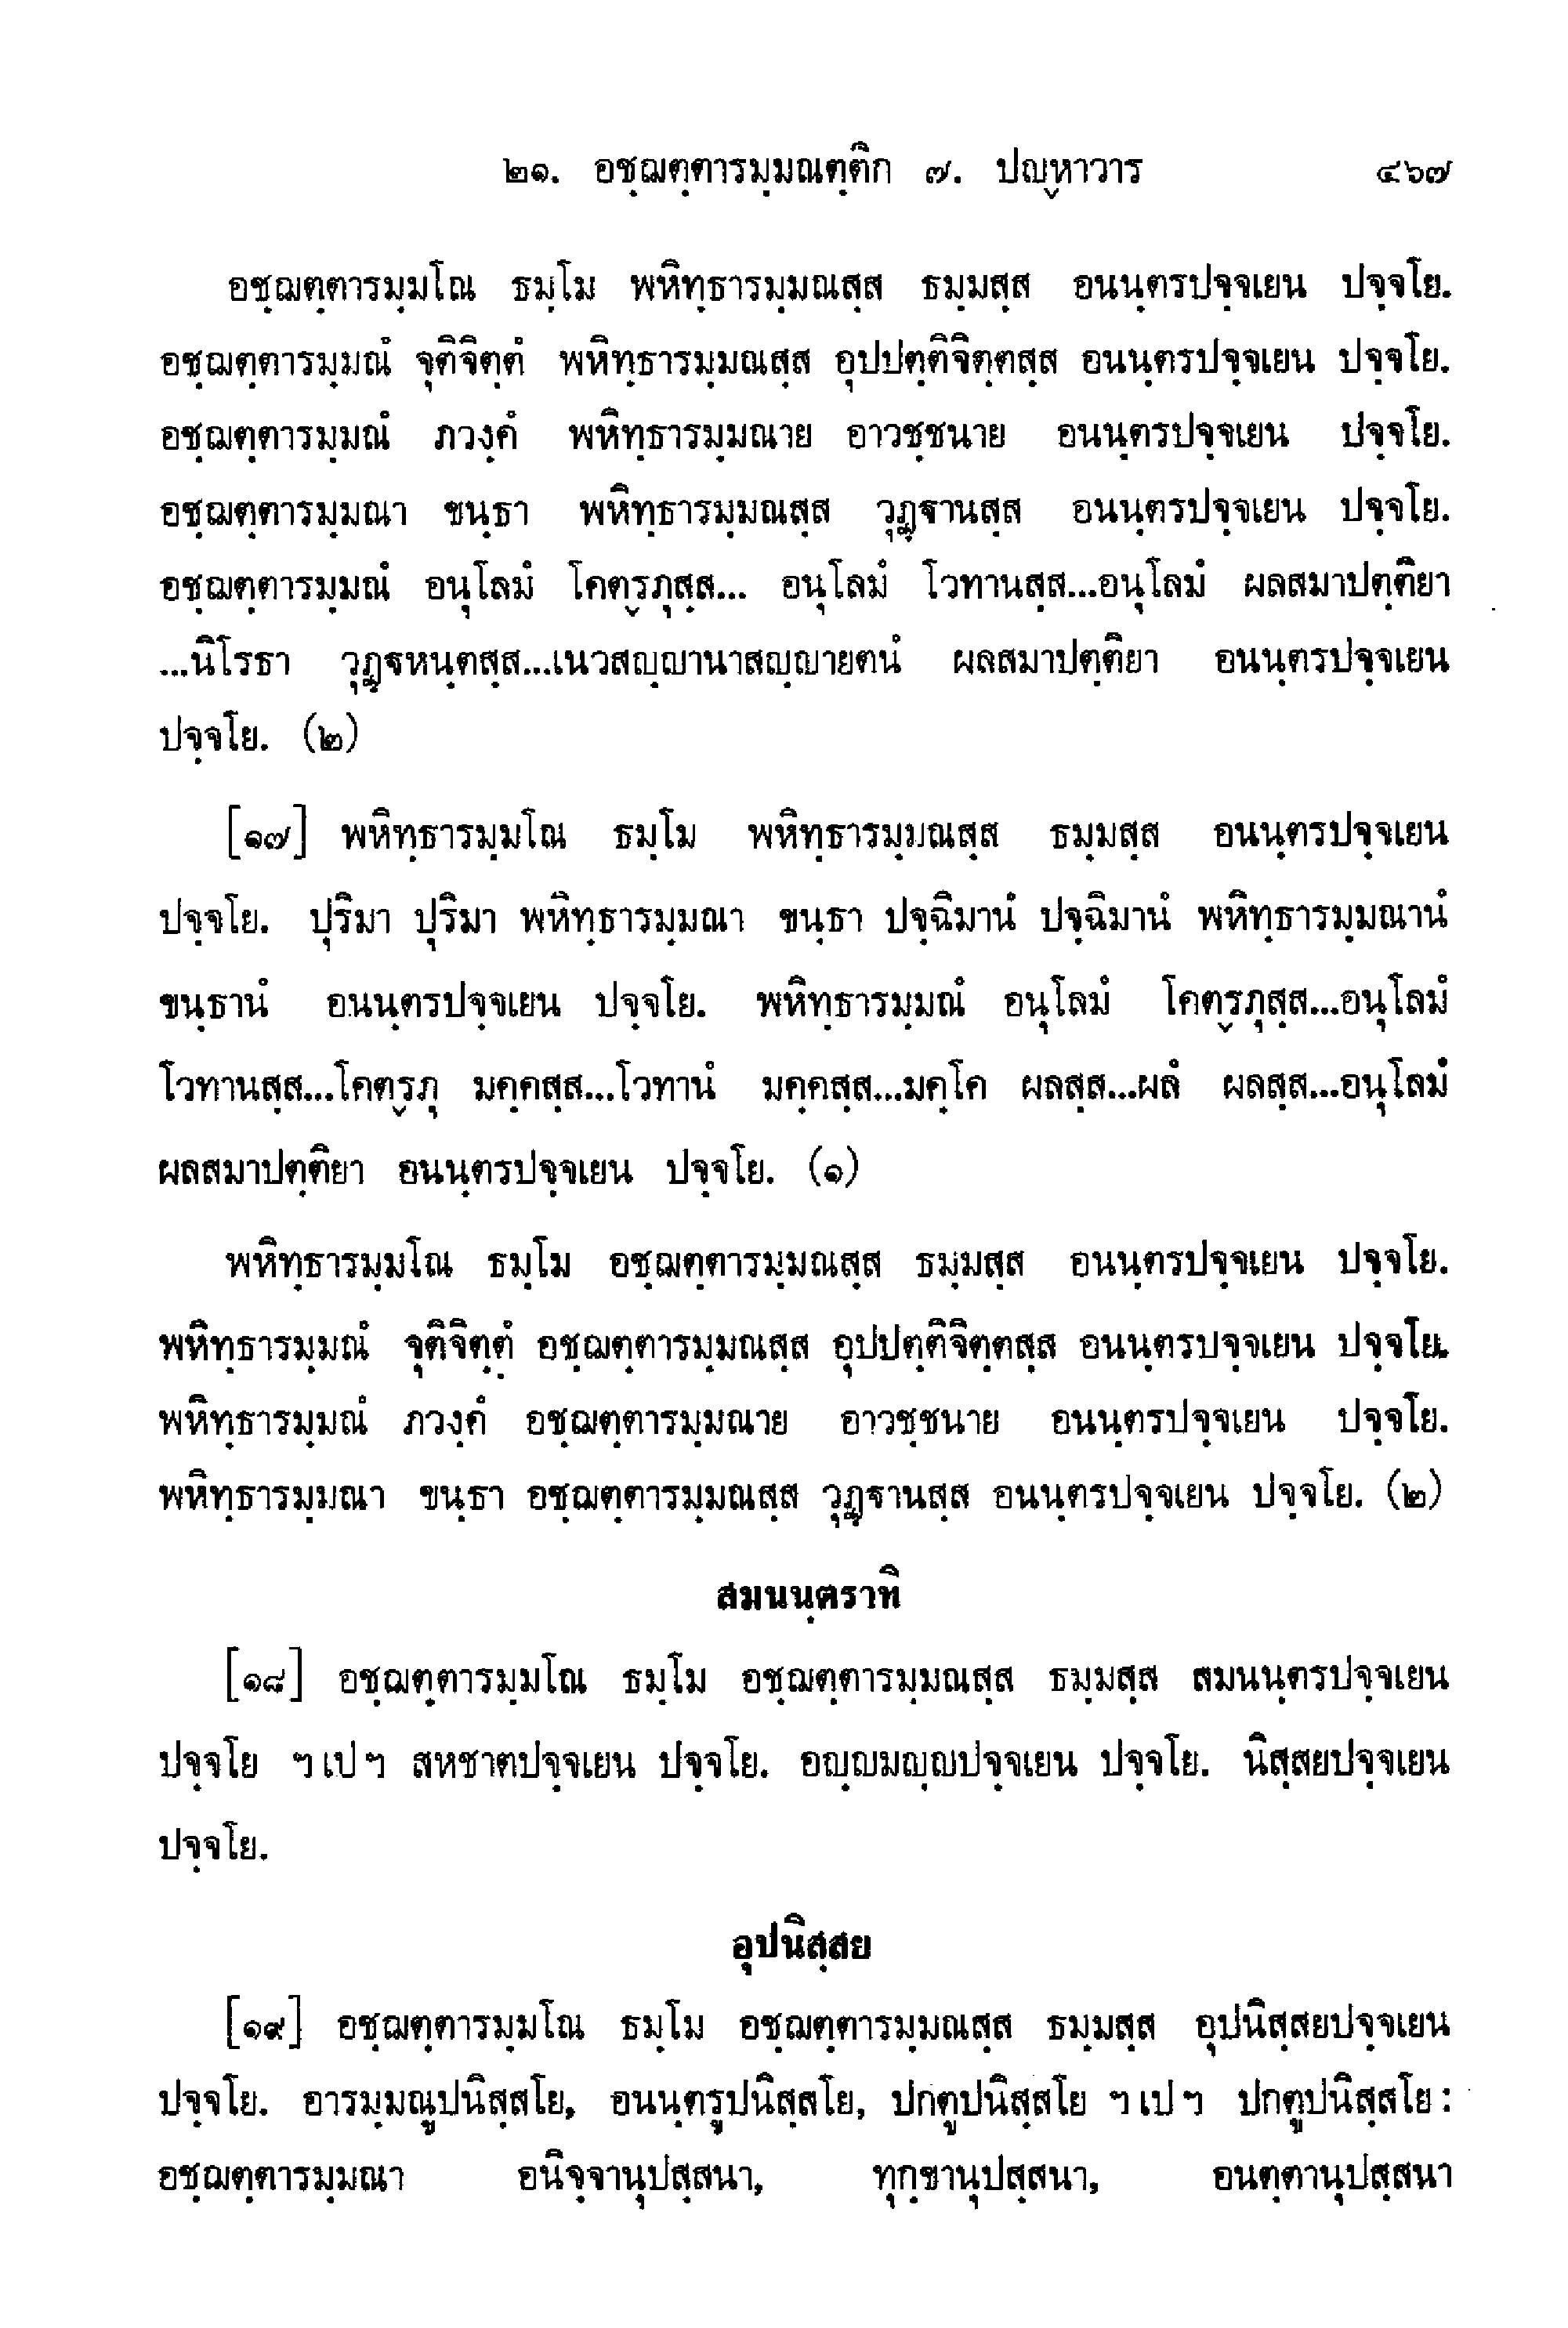 ๒๑. อชฺฌตฺตารมฺมณตฺติก ๗. ปญฺหาวาร ๔๖๗
อชฺฌตฺตารมฺมโณ ธมฺโม พหิทฺธารมฺมณสฺส ธมฺมสฺส อนนฺตรปจฺจเยน ปจฺจโย.
อชฺฌตฺตารมฺมณํ จุติจิตฺตํ พหิทฺธารมฺมณสฺส อุปปตฺติจิตฺตสฺส อนนฺตรปจฺจเยน ปจฺจโย.
อชฺฌตฺตารมฺมณํ ภวงฺคํ พหิทฺธารมฺมณาย อาวชฺชนาย อนนฺตรปจฺจเยน ปจฺจโย.
อชฺฌตฺตารมฺมณา ขนฺธา พหิทฺธารมฺมณสฺส วุฏฺฐานสฺส อนนฺตรปจฺจเยน ปจฺจโย.
อชฺฌตฺตารมฺมณํ อนุโลมํ โคตฺรภุสฺส... อนุโลมํ โวทานสฺส...อนุโลมํ ผลสมาปตฺติยา
...นิโรธา วุฏฺฐหนฺตสฺส...เนวสญฺญานาสญฺญายตนํ ผลสมาปตฺติยา อนนฺตรปจฺจเยน
ปจฺจโย. (๒)
[๑๗] พหิทฺธารมฺมโณ ธมฺโม พหิทฺธารมฺมณสฺส ธมฺมสฺส อนนฺตรปจฺจเยน
ปจฺจโย. ปุริมา ปุริมา พหิทฺธารมฺมณา ขนฺธา ปจฺฉิมานํ ปจฺฉิมานํ พหิทฺธารมฺมณานํ
ขนฺธานํ อนนฺตรปจฺจเยน ปจฺจโย. พหิทฺธารมฺมณํ อนุโลมํ โคตฺรภุสฺส...อนุโลมํ
โวทานสฺส...โคตฺรภุ มคฺคสฺส...โวทานํ มคฺคสฺส...มคฺโค ผลสฺส...ผลํ ผลสฺส...อนุโลมํ
ผลสมาปตฺติยา อนนฺตรปจฺจเยน ปจฺจโย. (๑)
พหิทฺธารมฺมโณ ธมฺโม อชฺฌตฺตารมฺมณสฺส ธมฺมสฺส อนนฺตรปจฺจเยน ปจฺจโย.
พหิทฺธารมฺมณํ จุติจิตฺตํ อชฺฌตฺตารมฺมณสฺส อุปปตฺติจิตฺตสฺส อนนฺตรปจฺจเยน ปจฺจโย.
พหิทฺธารมฺมณํ ภวงฺคํ อชฺฌตฺตารมฺมณาย อาวชฺชนาย อนนฺตรปจฺจเยน ปจฺจโย.
พหิทฺธารมฺมณา ขนฺธา อชฺฌตฺตารมฺมณสฺส วุฏฺฐานสฺส อนนฺตรปจฺจเยน ปจฺจโย. (๒)
สมนนฺตราทิ
[๑๘] อชฺฌตฺตารมฺมโณ ธมฺโม อชฺฌตฺตารมฺมณสฺส ธมฺมสฺส สมนนฺตรปจฺจเยน
ปจฺจโย ฯ เป ฯ สหชาตปจฺจเยน ปจฺจโย. อญฺญมญฺญปจฺจเยน ปจฺจโย. นิสฺสยปจฺจเยน
ปจฺจโย.
อุปนิสฺสย
[๑๙] อชฺฌตฺตารมฺมโณ ธมฺโม อชฺฌตฺตารมฺมณสฺส ธมฺมสฺส อุปนิสฺสยปจฺจเยน
ปจฺจโย. อารมฺมณูปนิสฺสโย, อนนฺตรูปนิสฺสโย, ปกตูปนิสฺสโย ฯ เป ฯ ปกตูปนิสฺสโย:
อชฺฌตฺตารมฺมณา อนิจฺจานุปสฺสนา, ทุกฺขานุปสฺสนา, อนตฺตานุปสฺสนา